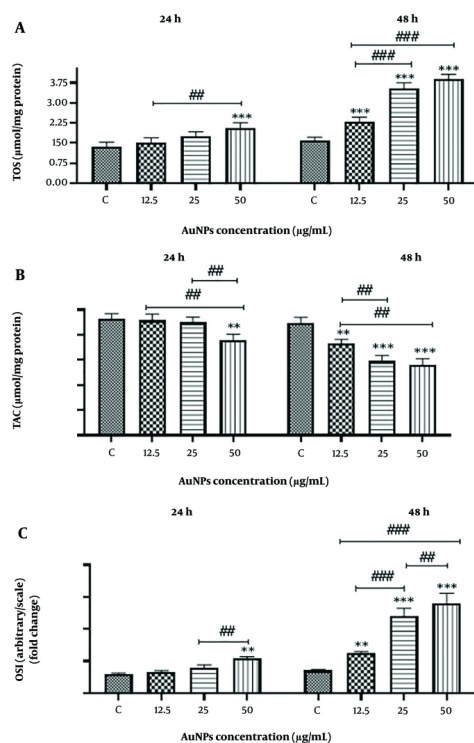 A
24 h
48 h
###
###
##
***
***
***
***
3.75
3.00
2.25
150
0.75
0.00
TOS (µmol/mg protein)
C 12.5 25 50 C 12.5 25 50
AuNPs concentration (µg/mL)
B
24 h
48 h
##
##
##
##
**
**
***
***
TAC (µmol/mg protein)
C 12.5 25 50 C 12.5 25 50
AuNPs concentration (µg/mL)
C
24 h
48 h
###
##
###
##
**
**
***
***
OSI (arbitrary/scale)
(fold change)
C 12.5 25 50 C 12.5 25 50
AuNPs concentration (µg/mL)